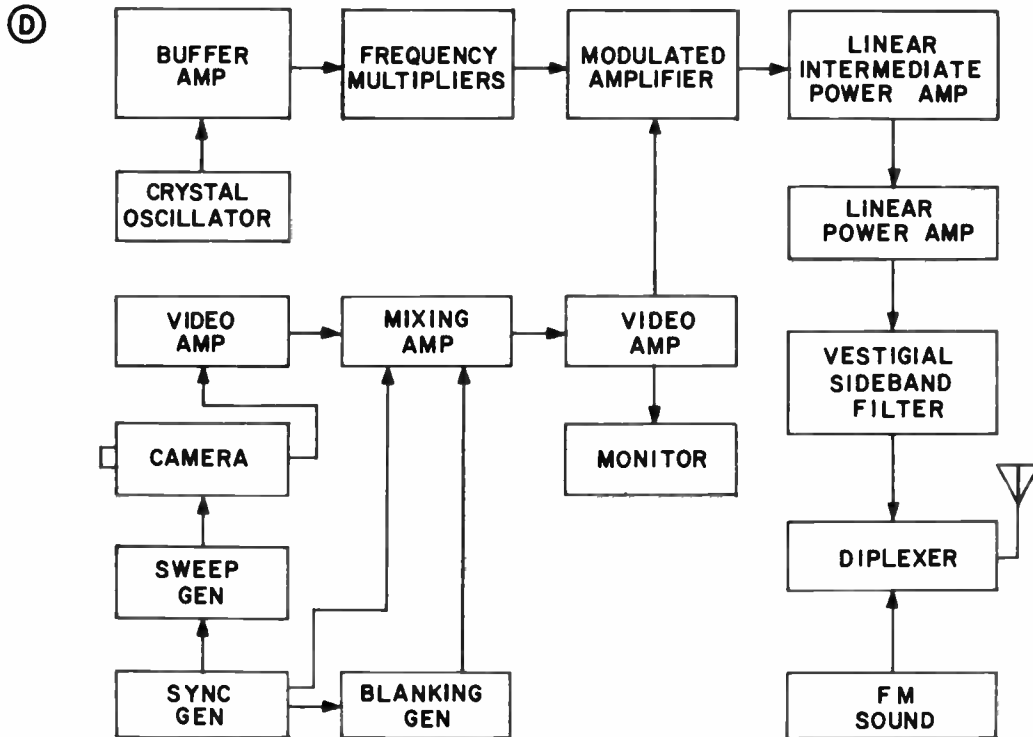 D
BUFFER
AMP
FREQUENCY
MULTIPLIERS
MODULATED
AMPLIFIER
LINEAR
INTERMEDIATE
POWER AMP
CRYSTAL
OSCILLATOR
LINEAR
POWER AMP
VIDEO
AMP
MIXING
AMP
VIDEO
AMP
VESTIGIAL
SIDEBAND
FILTER
CAMERA
MONITOR
SWEEP
GEN
DIPLEXER
SYNC
GEN
BLANKING
GEN
FM
SOUND